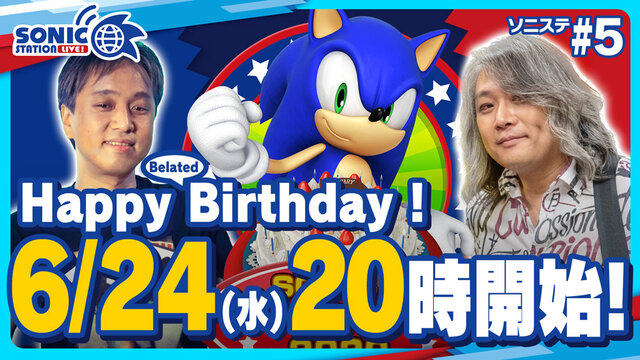 SONIC
STATION LIVE!
ソニステ #5
Belated
Happy Birthday !
6/24(水)20時開始!